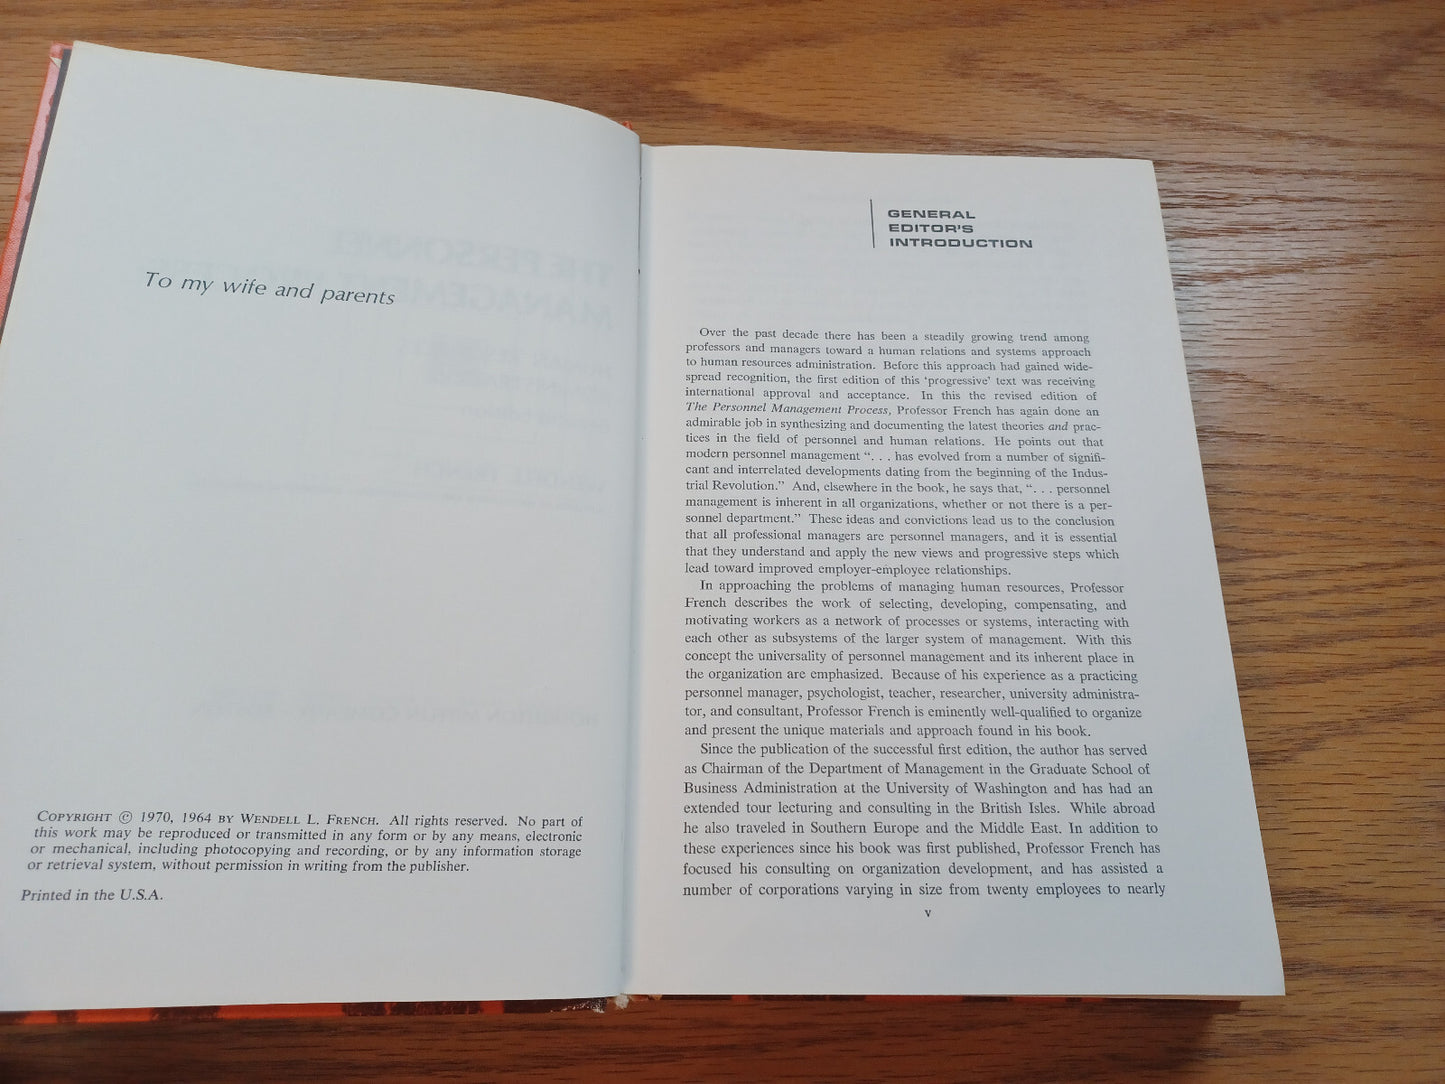 To my wife and parents
COPYRIGHT © 1970, 1964 BY WENDELL L. FRENCH. All rights reserved. No part of
this work may be reproduced or transmitted in any form or by any means, electronic
or mechanical, including photocopying and recording, or by any information storage
or retrieval system, without permission in writing from the publisher.
Printed in the U.S.A.
GENERAL
EDITOR'S
INTRODUCTION
Over the past decade there has been a steadily growing trend among
professors and managers toward a human relations and systems approach
to human resources administration. Before this approach had gained wide-
spread recognition, the first edition of this 'progressive' text was receiving
international approval and acceptance. In this the revised edition of
The Personnel Management Process, Professor French has again done an
admirable job in synthesizing and documenting the latest theories and prac-
tices in the field of personnel and human relations. He points out that
modern personnel management ". . . has evolved from a number of signifi-
cant and interrelated developments dating from the beginning of the Indus-
trial Revolution." And, elsewhere in the book, he says that, ". . . personnel
management is inherent in all organizations, whether or not there is a per-
sonnel department." These ideas and convictions lead us to the conclusion
that all professional managers are personnel managers, and it is essential
that they understand and apply the new views and progressive steps which
lead toward improved employer-employee relationships.
In approaching the problems of managing human resources, Professor
French describes the work of selecting, developing, compensating, and
motivating workers as a network of processes or systems, interacting with
each other as subsystems of the larger system of management. With this
concept the universality of personnel management and its inherent place in
the organization are emphasized. Because of his experience as a practicing
personnel manager, psychologist, teacher, researcher, university administra-
tor, and consultant, Professor French is eminently well-qualified to organize
and present the unique materials and approach found in his book.
Since the publication of the successful first edition, the author has served
as Chairman of the Department of Management in the Graduate School of
Business Administration at the University of Washington and has had an
extended tour lecturing and consulting in the British Isles. While abroad
he also traveled in Southern Europe and the Middle East. In addition to
these experiences since his book was first published, Professor French has
focused his consulting on organization development, and has assisted a
number of corporations varying in size from twenty employees to nearly
v